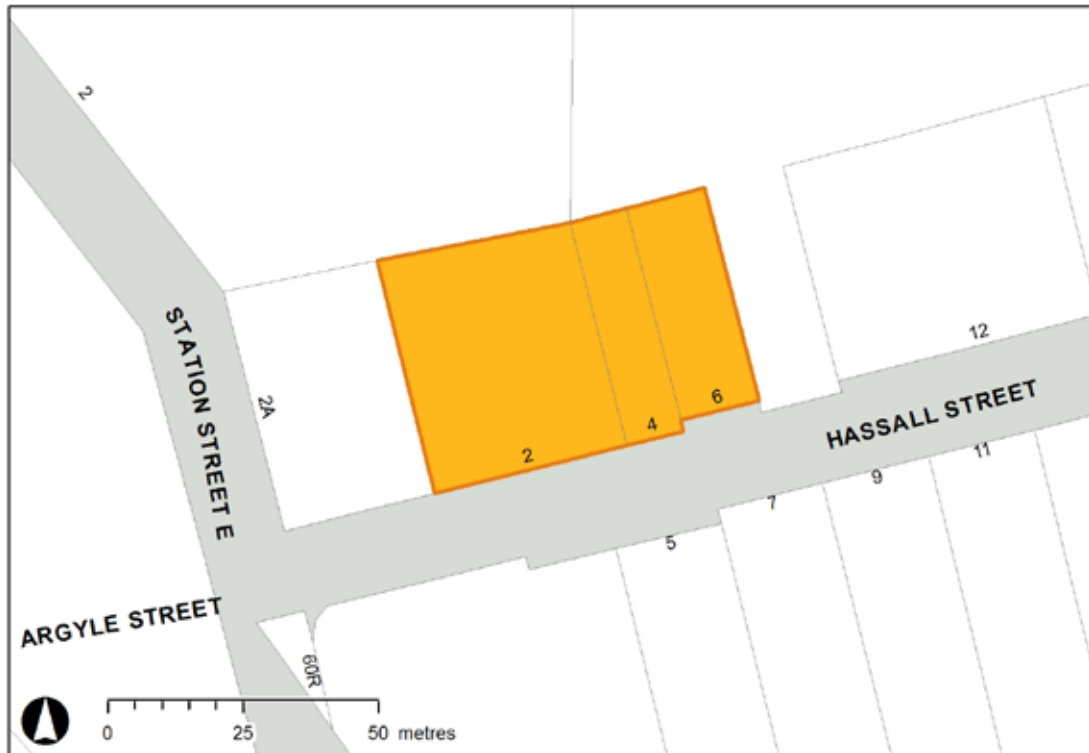 2
STATION STREET E
2A
2
4
6
12
HASSALL STREET
5
7
9
11
ARGYLE STREET
60R
0
25
50 metres